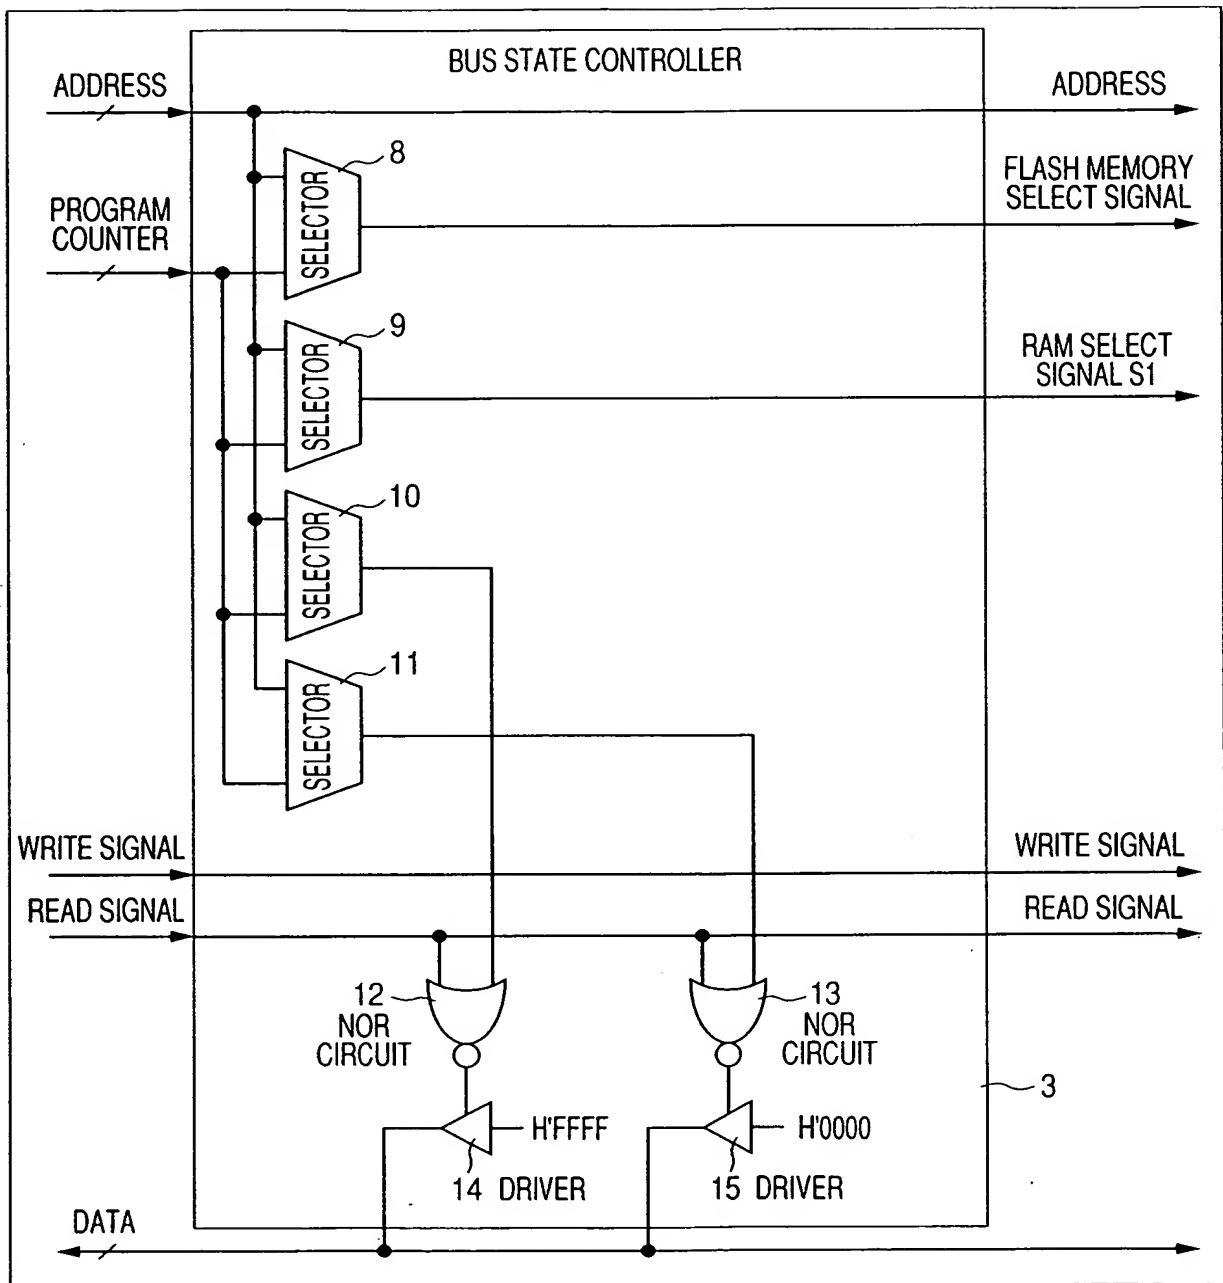 BUS STATE CONTROLLER
ADDRESS
ADDRESS
8
SELECTOR
FLASH MEMORY
SELECT SIGNAL
PROGRAM
COUNTER
9
SELECTOR
RAM SELECT
SIGNAL S1
10
SELECTOR
11
SELECTOR
WRITE SIGNAL
WRITE SIGNAL
READ SIGNAL
READ SIGNAL
12
NOR
CIRCUIT
13
NOR
CIRCUIT
3
H'FFFF
H'0000
14 DRIVER
15 DRIVER
DATA